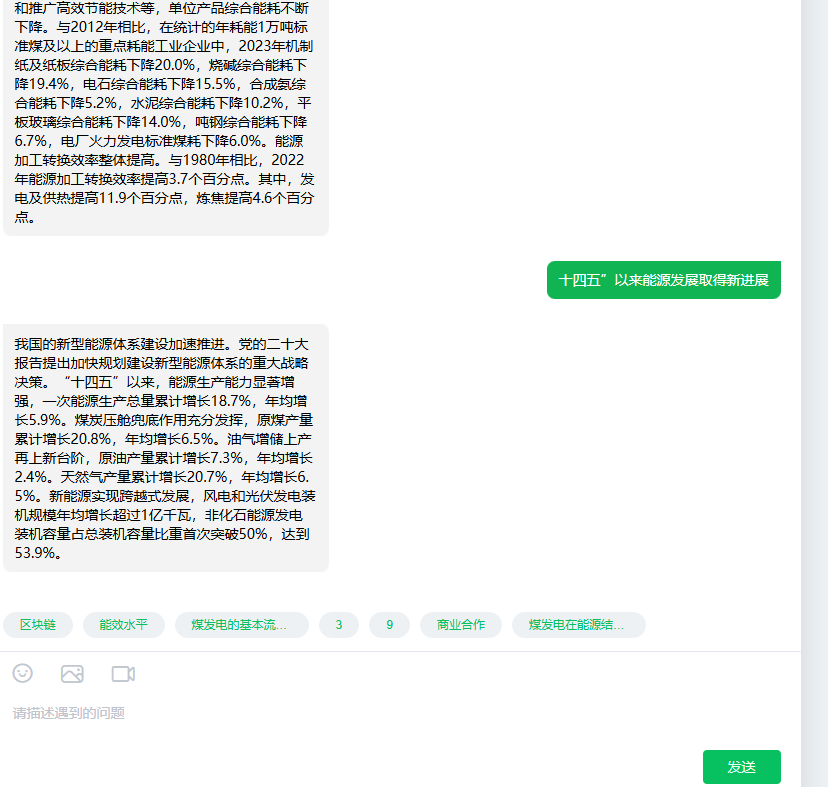 和推广高效节能技术等，单位产品综合能耗不断
下降。与2012年相比，在统计的年耗能1万吨标
准煤及以上的重点耗能工业企业中，2023年机制
纸及纸板综合能耗下降20.0%，烧碱综合能耗下
降19.4%，电石综合能耗下降15.5%，合成氨综
合能耗下降5.2%，水泥综合能耗下降10.2%，平
板玻璃综合能耗下降14.0%，吨钢综合能耗下降
6.7%，电厂火力发电标准煤耗下降6.0%。能源
加工转换效率整体提高。与1980年相比，2022
年能源加工转换效率提高3.7个百分点。其中，发
电及供热提高11.9个百分点，炼焦提高4.6个百分
点。
十四五”以来能源发展取得新进展
我国的新型能源体系建设加速推进。党的二十大
报告提出加快规划建设新型能源体系的重大战略
决策。“十四五”以来，能源生产能力显著增
强，一次能源生产总量累计增长18.7%，年均增
长5.9%。煤炭压舱兜底作用充分发挥，原煤产量
累计增长20.8%，年均增长6.5%。油气增储上产
再上新台阶，原油产量累计增长7.3%，年均增长
2.4%。天然气产量累计增长20.7%，年均增长6.
5%。新能源实现跨越式发展，风电和光伏发电装
机规模年均增长超过1亿千瓦，非化石能源发电
装机容量占总装机容量比重首次突破50%，达到
53.9%。
区块链 能效水平 煤发电的基本流... 3 9 商业合作 煤发电在能源结...
请描述遇到的问题
发送